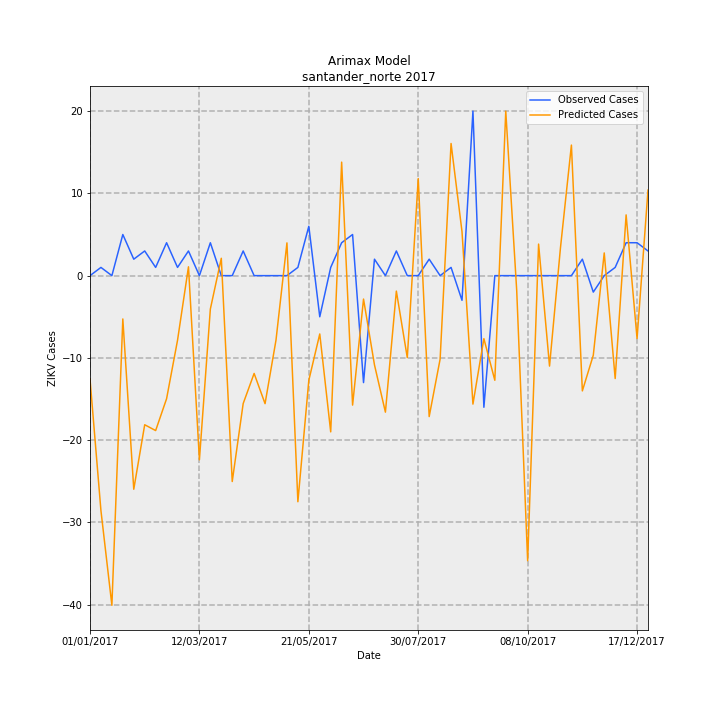 Arimax Model
santander_norte 2017
Observed Cases
Predicted Cases
20
10
0
−10
−20
−30
−40
ZIKV Cases
01/01/2017
12/03/2017
21/05/2017
30/07/2017
08/10/2017
17/12/2017
Date